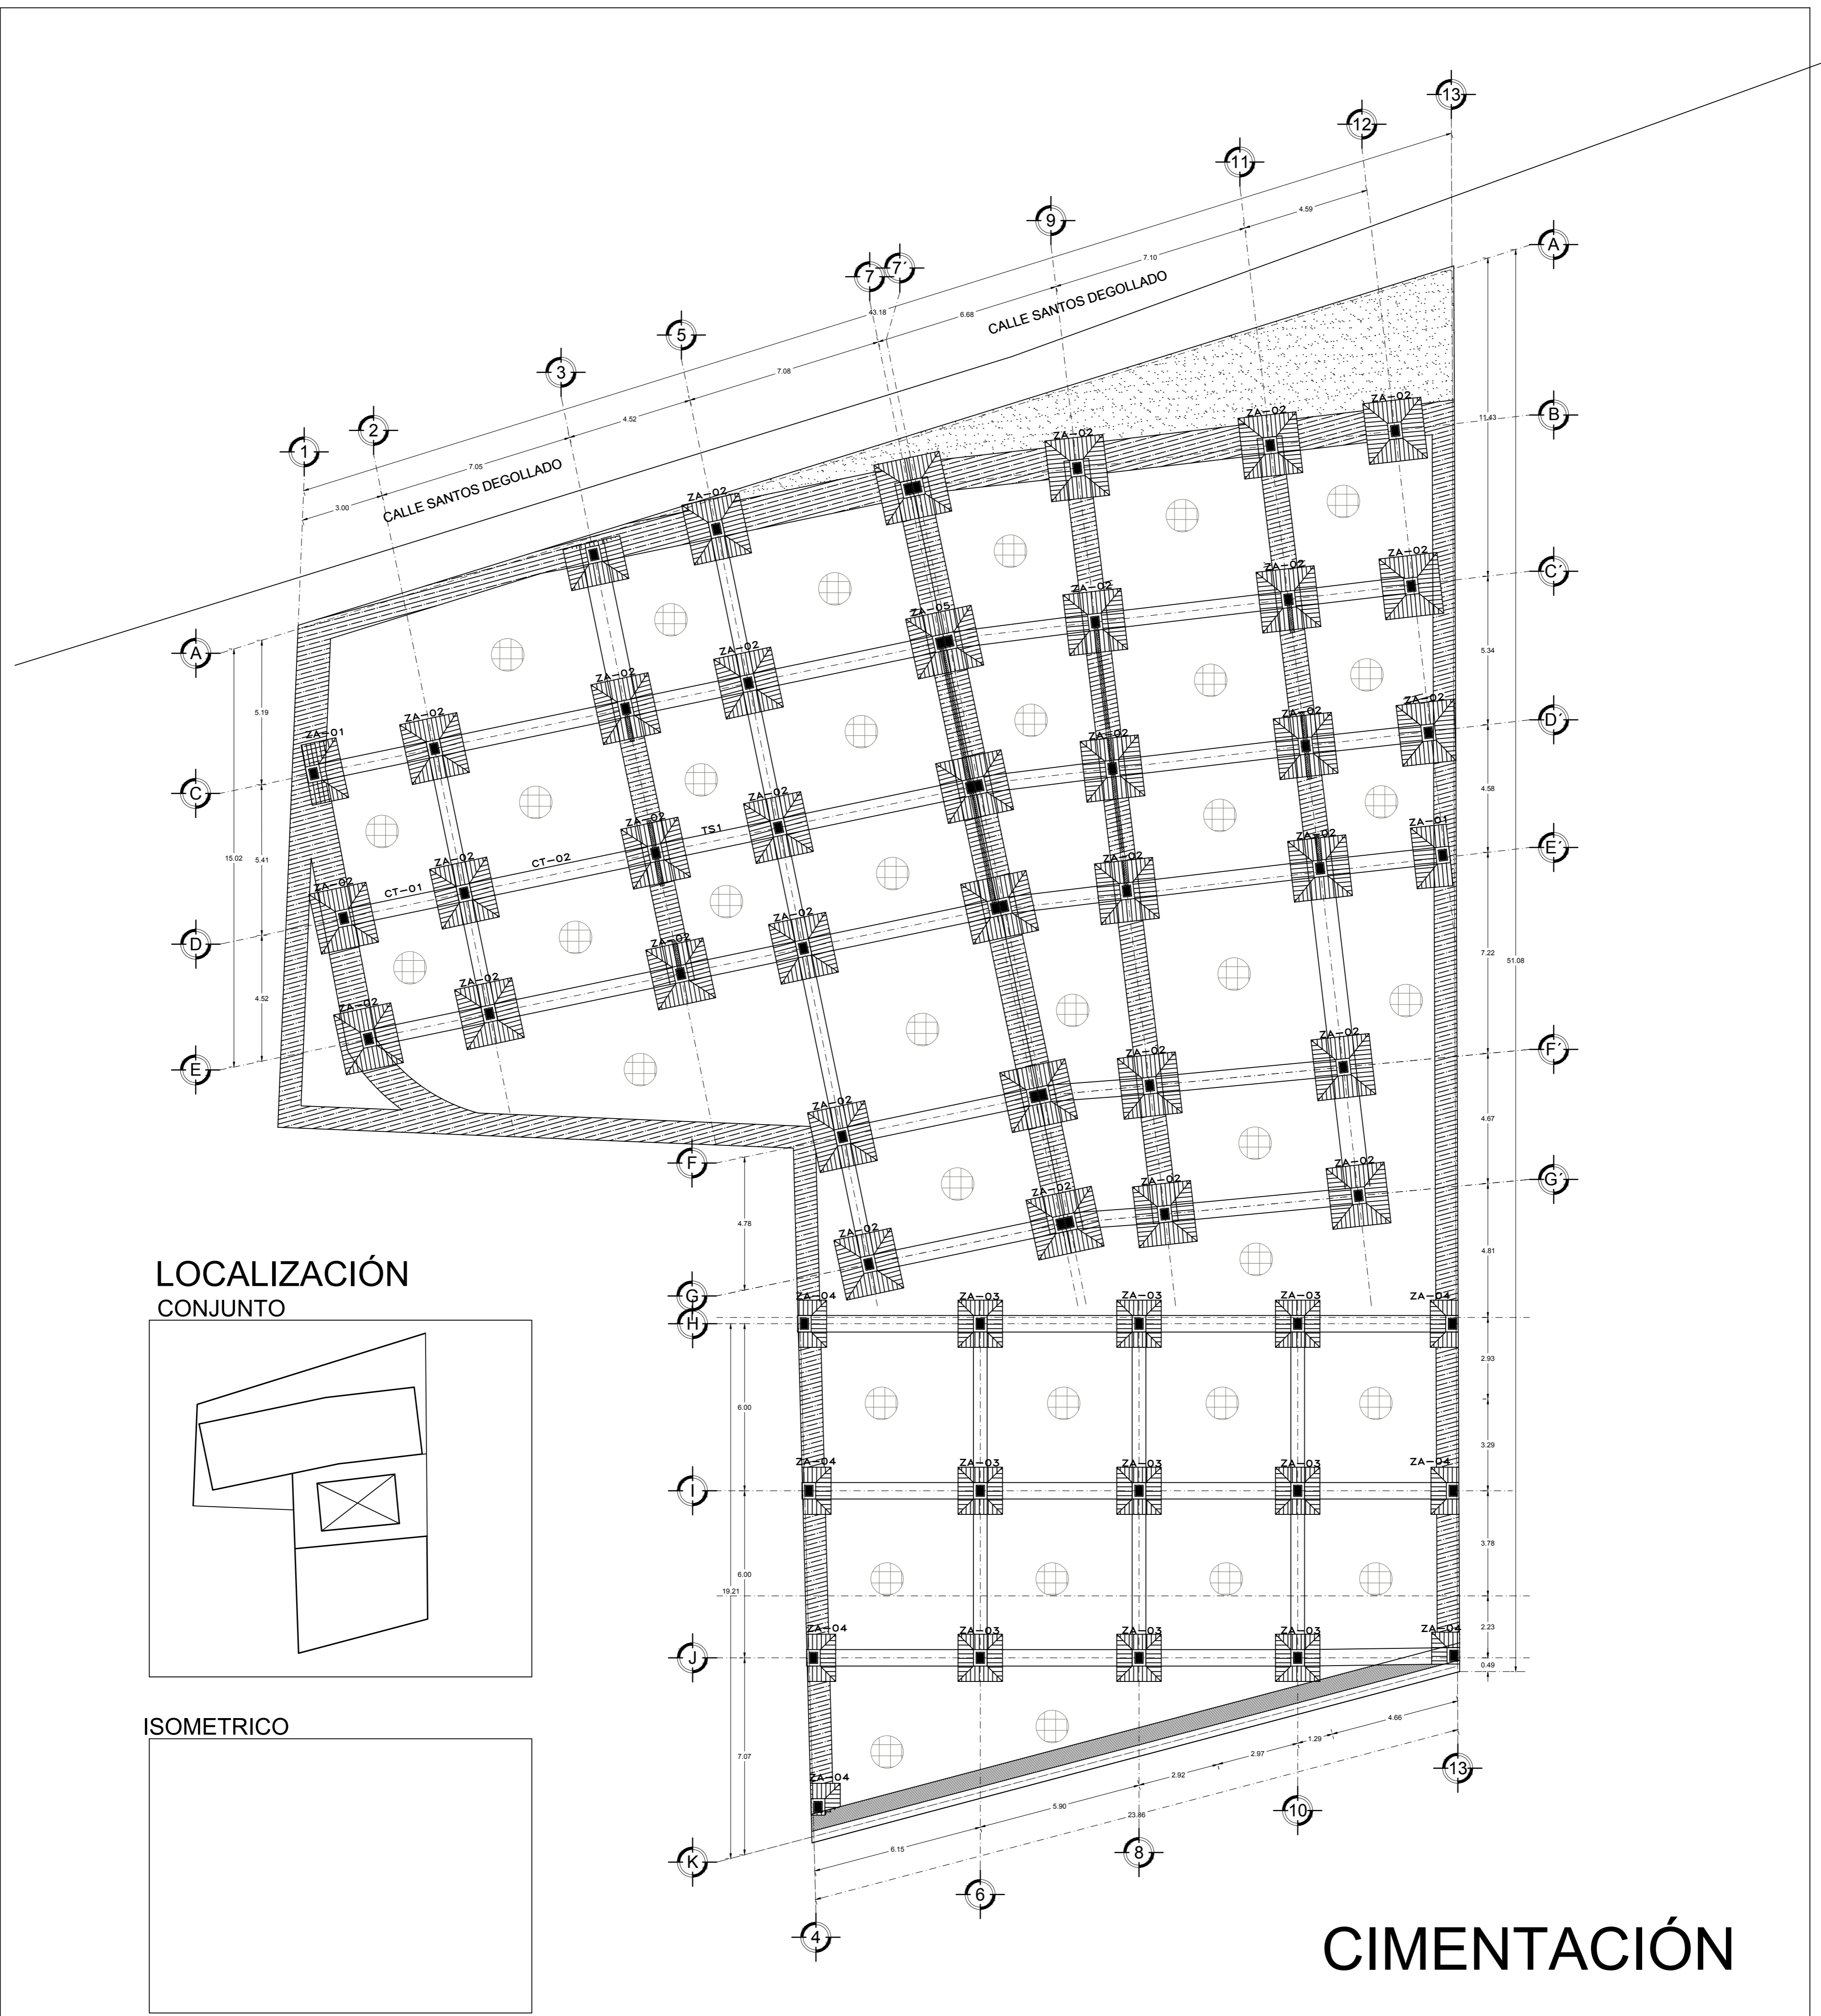 13
12
11
9
7
7´
5
3
2
1
A
B
C´
D´
E´
F´
G´
4.59
7.10
6.68
43.18
7.08
4.52
7.05
3.00
CALLE SANTOS DEGOLLADO
CALLE SANTOS DEGOLLADO
ZA-02
ZA-02
ZA-02
ZA-02
11.43
ZA-02
ZA-02
ZA-02
ZA-05
ZA-02
ZA-02
ZA-02
ZA-01
A
5.19
C
15.02
5.41
D
4.52
E
5.34
ZA-02
ZA-02
ZA-02
ZA-02
ZA-02
TS1
CT-02
CT-01
ZA-02
ZA-02
4.58
ZA-01
ZA-02
ZA-02
ZA-02
ZA-02
ZA-02
ZA-02
7.22
51.08
ZA-02
ZA-02
ZA-02
F
4.78
G
4.67
ZA-02
ZA-02
ZA-02
ZA-02
4.81
H
ZA-04
ZA-03
ZA-03
ZA-03
ZA-04
2.93
6.00
3.29
I
ZA-04
ZA-03
ZA-03
ZA-03
ZA-04
3.78
6.00
19.21
2.23
J
ZA-04
ZA-03
ZA-03
ZA-03
ZA-04
0.49
7.07
ZA-04
4.66
1.29
2.97
2.92
5.90
23.86
6.15
K
13
10
8
6
4
LOCALIZACIÓN
CONJUNTO
ISOMETRICO
CIMENTACIÓN